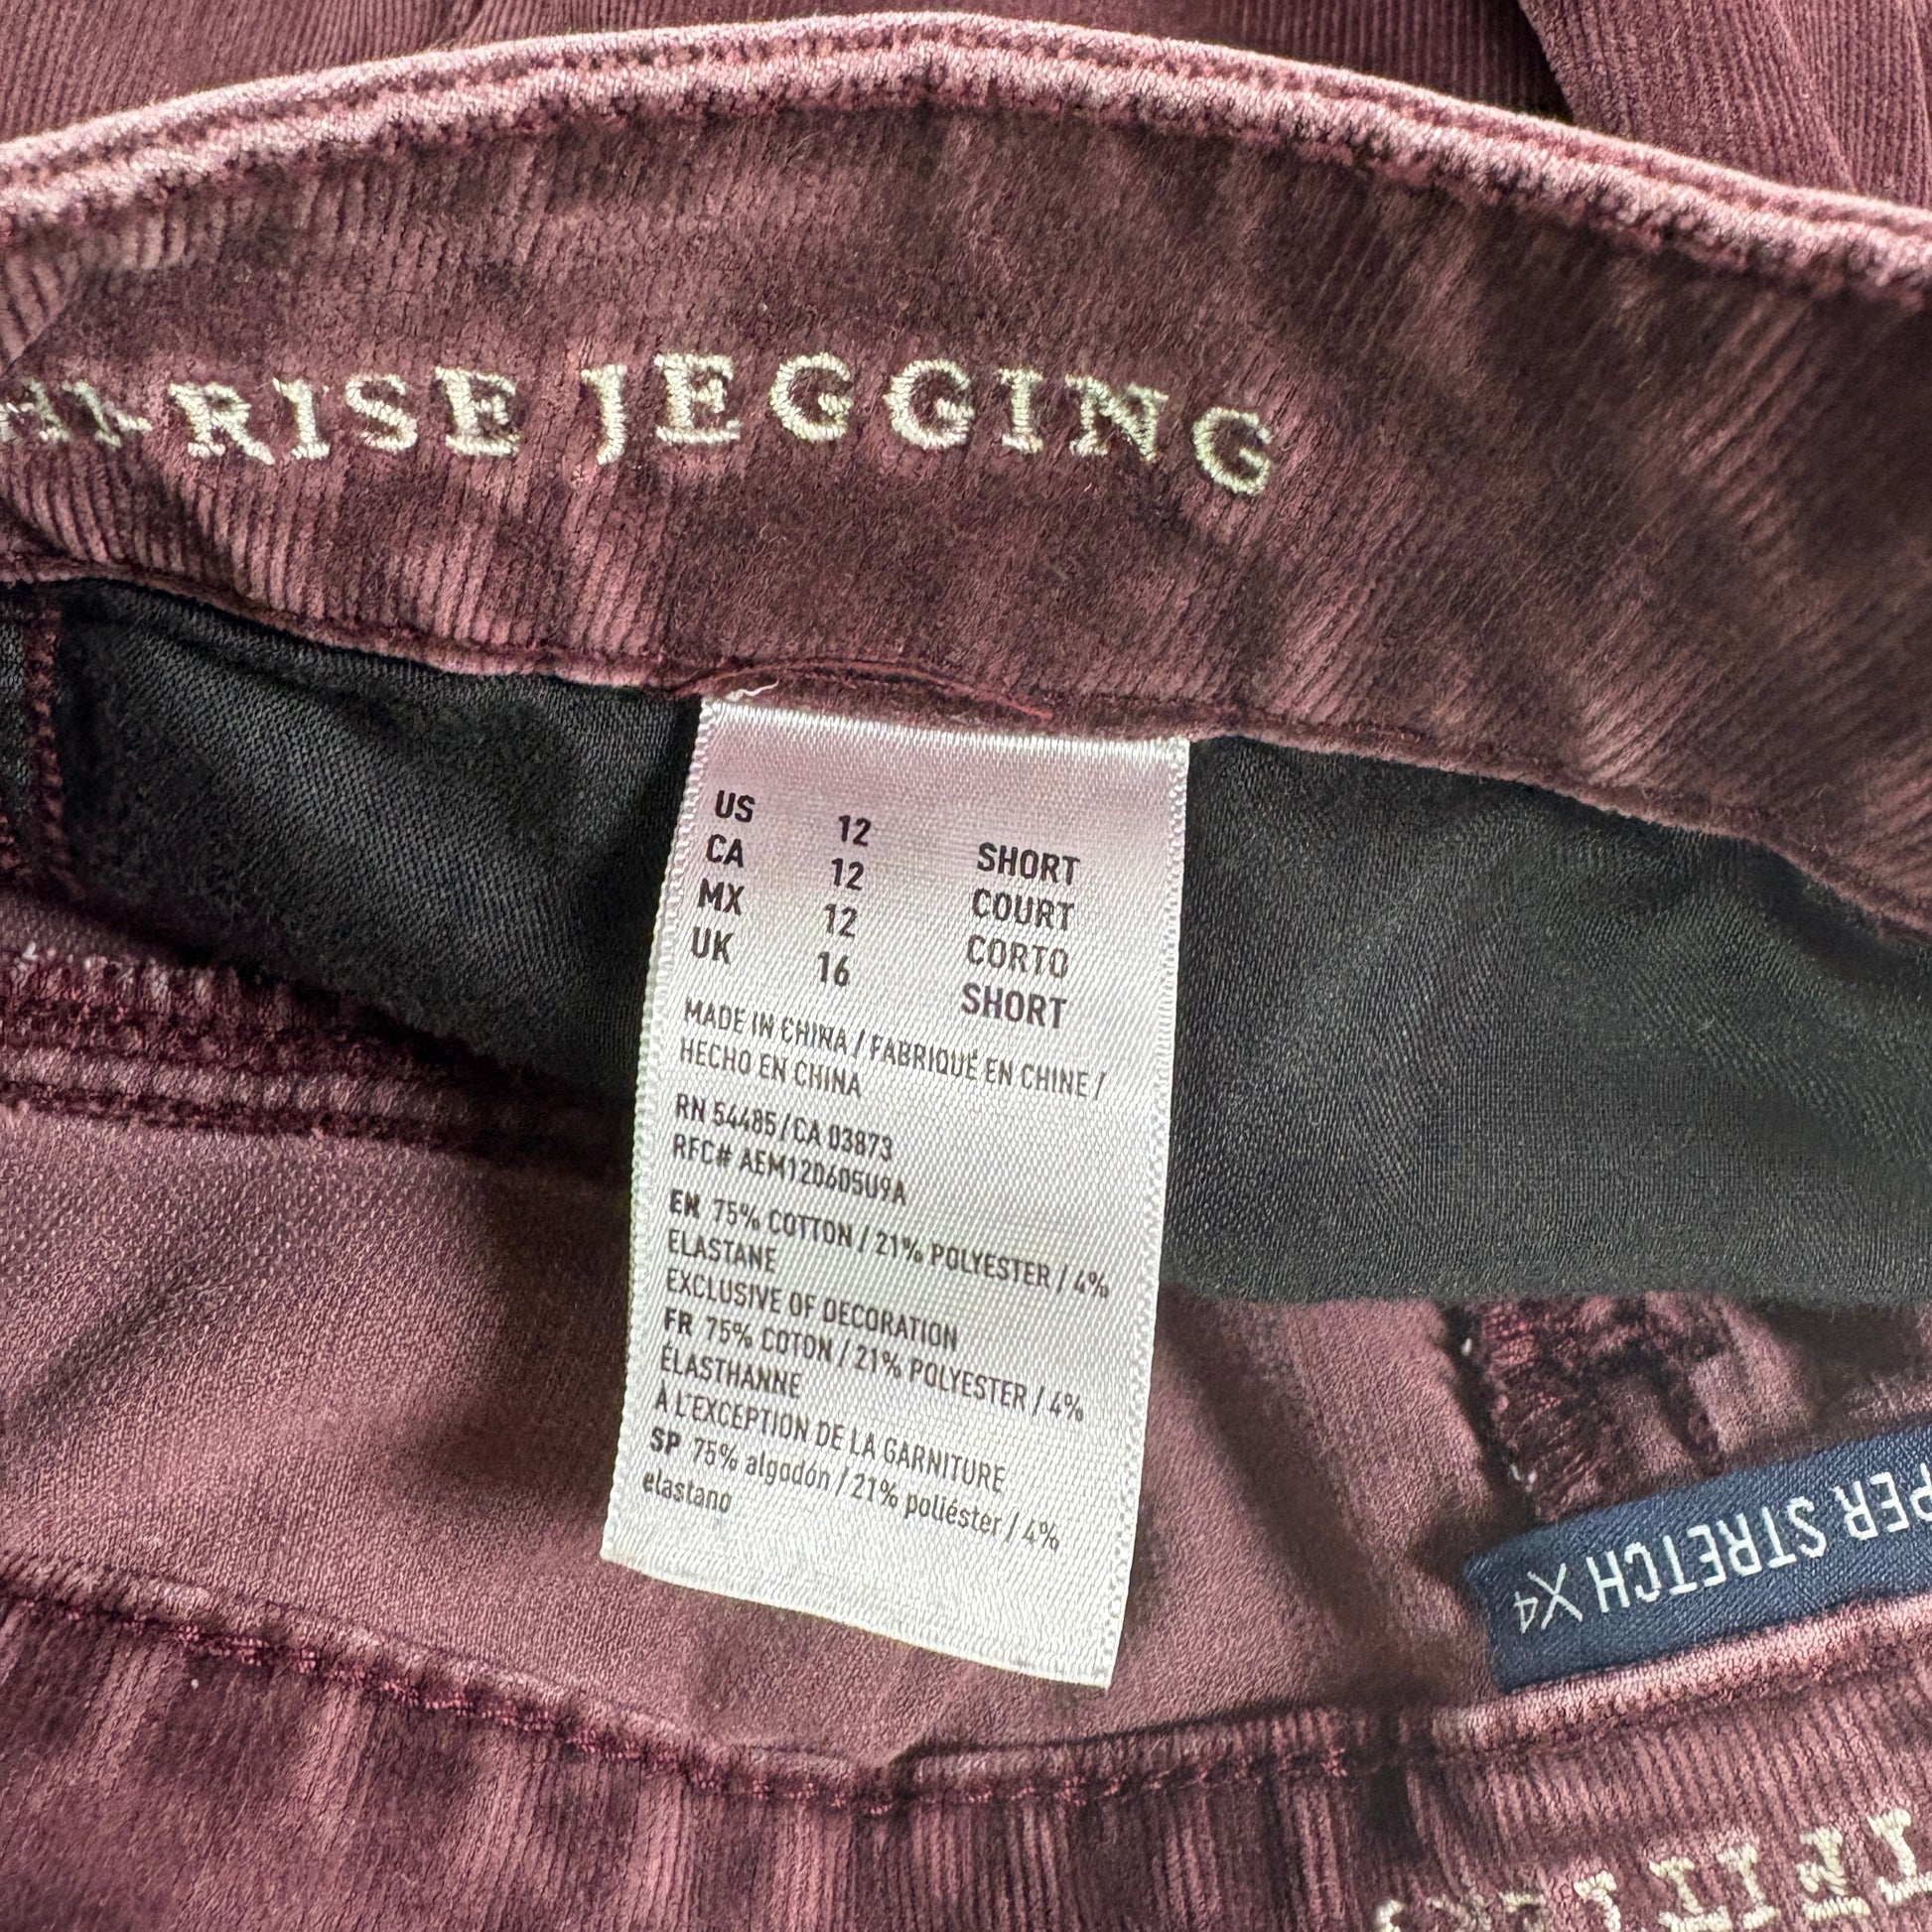 RISE JEGGING
US 12 SHORT
CA 12 COURT
MX 12 CORTO
UK 16 SHORT
MADE IN CHINA / FABRIQUÉ EN CHINE /
HECHO EN CHINA
RN 54485 / CA 03873
RFC# AEM120605U9A
EN 75% COTTON / 21% POLYESTER / 4%
ELASTANE
EXCLUSIVE OF DECORATION
FR 75% COTON / 21% POLYESTER / 4%
ÉLASTHANNE
À L'EXCEPTION DE LA GARNITURE
SP 75% algodón / 21% poliéster / 4%
elastano
PER STRETCH X4